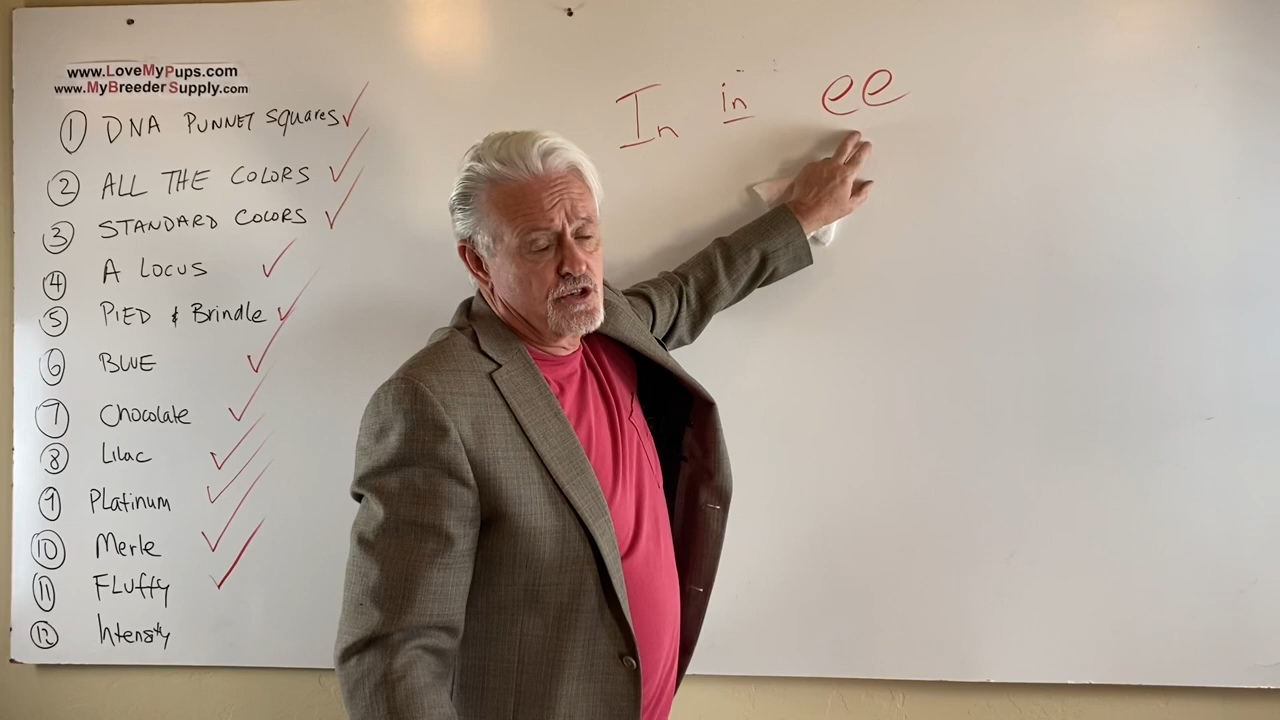 www.LoveMyPups.com
www.MyBreederSupply.com
1 DNA PUNNET Squares ✓
2 ALL THE COLORS ✓
3 STANDARD COLORS ✓
4 A LOCUS ✓
5 PIED & Brindle ✓
6 BLUE ✓
7 Chocolate ✓
8 Lilac ✓
9 Platinum ✓
10 Merle ✓
11 FLuffy ✓
12 Intensity
In in ee